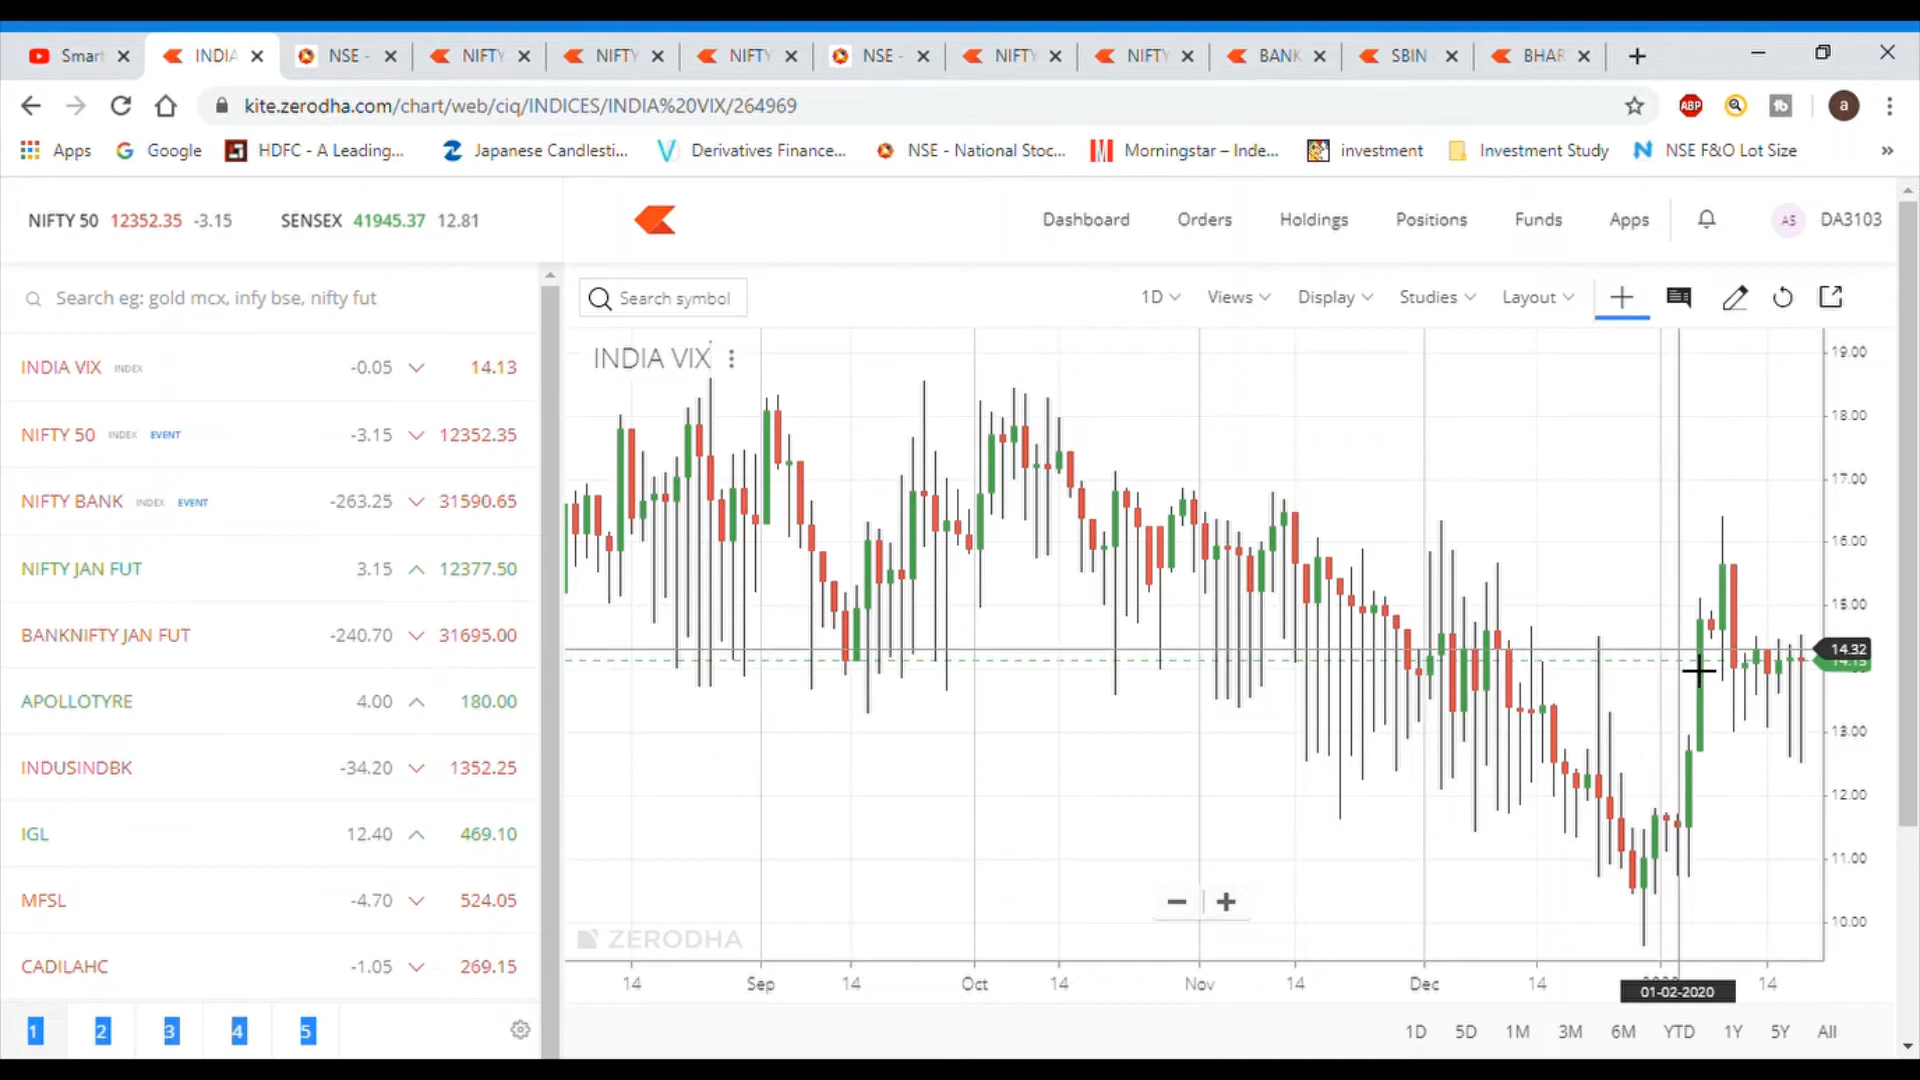 Smart INDIA NSE - NIFTY NIFTY NIFTY NSE - NIFTY NIFTY BANK SBIN BHAR
kite.zerodha.com/chart/web/ciq/INDICES/INDIA%20VIX/264969 ABP tb a
Apps Google HDFC - A Leading... Japanese Candlesti... Derivatives Finance... NSE - National Stoc... Morningstar – Inde... investment Investment Study NSE F&O Lot Size »
NIFTY 50 12352.35 -3.15 SENSEX 41945.37 12.81 Dashboard Orders Holdings Positions Funds Apps AS DA3103
Search eg: gold mcx, infy bse, nifty fut
Search symbol 1D Views Display Studies Layout
INDIA VIX INDEX -0.05 14.13
NIFTY 50 INDEX EVENT -3.15 12352.35
NIFTY BANK INDEX EVENT -263.25 31590.65
NIFTY JAN FUT 3.15 12377.50
BANKNIFTY JAN FUT -240.70 31695.00
APOLLOTYRE 4.00 180.00
INDUSINDBK -34.20 1352.25
IGL 12.40 469.10
MFSL -4.70 524.05
CADILAHC -1.05 269.15
1 2 3 4 5
INDIA VIX
19.00
18.00
17.00
16.00
15.00
14.32
13.00
12.00
11.00
10.00
ZERODHA
14 Sep 14 Oct 14 Nov 14 Dec 14 14
01-02-2020
1D 5D 1M 3M 6M YTD 1Y 5Y All